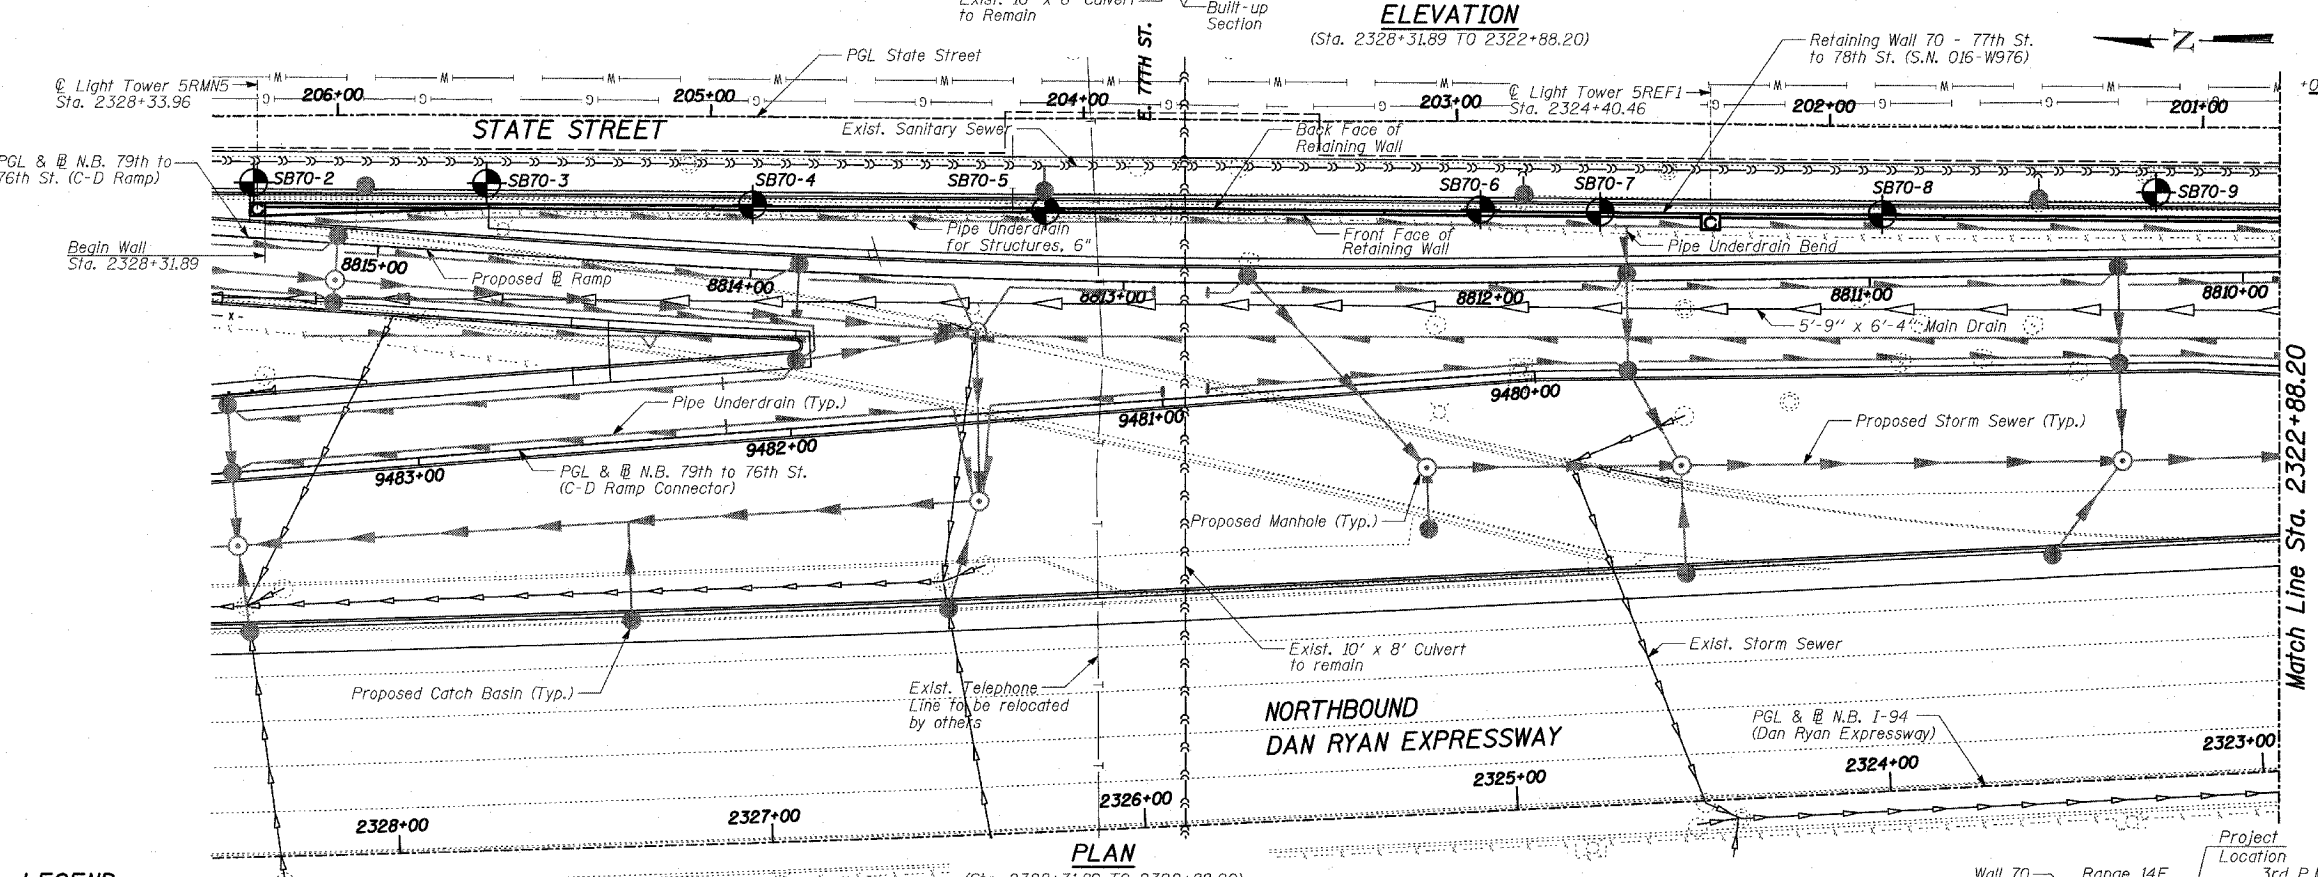 to Remain
Built-up
Section
ELEVATION
(Sta. 2328+31.89 TO 2322+88.20)
E. 77TH ST.
PGL State Street
Retaining Wall 70 - 77th St.
to 78th St. (S.N. 016-W976)
Z
℄ Light Tower 5RMN5
Sta. 2328+33.96
℄ Light Tower 5REF1
Sta. 2324+40.46
206+00
205+00
204+00
203+00
202+00
201+00
STATE STREET
Exist. Sanitary Sewer
Back Face of
Retaining Wall
PGL & ⅊ N.B. 79th to
76th St. (C-D Ramp)
SB70-2
SB70-3
SB70-4
SB70-5
SB70-6
SB70-7
SB70-8
SB70-9
Begin Wall
Sta. 2328+31.89
Pipe Underdrain
for Structures, 6"
Front Face of
Retaining Wall
Pipe Underdrain Bend
Proposed ⅊ Ramp
8815+00
8814+00
8813+00
8812+00
8811+00
8810+00
5'-9" x 6'-4" Main Drain
Pipe Underdrain (Typ.)
9483+00
9482+00
9481+00
9480+00
PGL & ⅊ N.B. 79th to 76th St.
(C-D Ramp Connector)
Proposed Storm Sewer (Typ.)
Proposed Manhole (Typ.)
Match Line Sta. 2322+88.20
Proposed Catch Basin (Typ.)
Exist. Telephone
Line to be relocated
by others
Exist. 10' x 8' Culvert
to remain
Exist. Storm Sewer
NORTHBOUND
DAN RYAN EXPRESSWAY
PGL & ⅊ N.B. I-94
(Dan Ryan Expressway)
2328+00
2327+00
2326+00
2325+00
2324+00
2323+00
PLAN
LEGEND
Project
Location
Wall 70
Range 14E